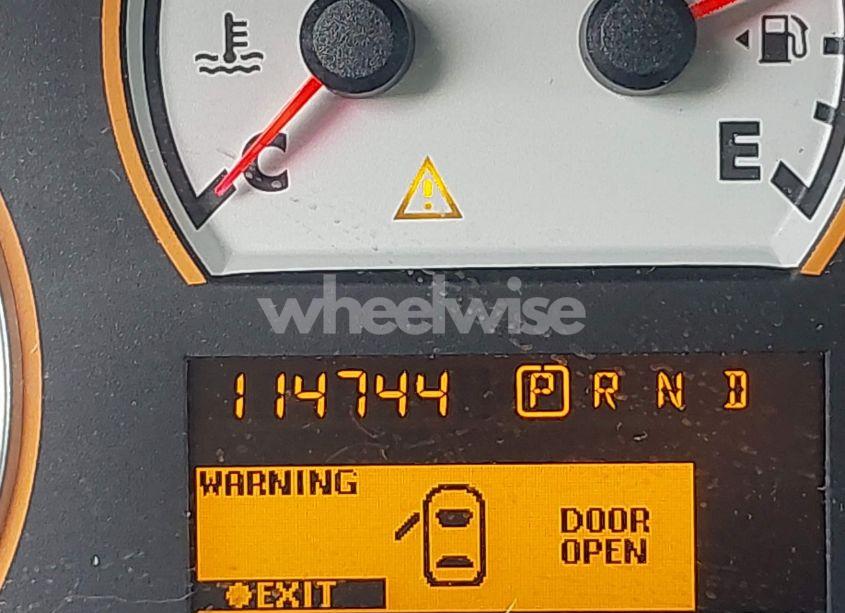 C
E
wheelwise
114744 P R N D
WARNING
DOOR
OPEN
EXIT